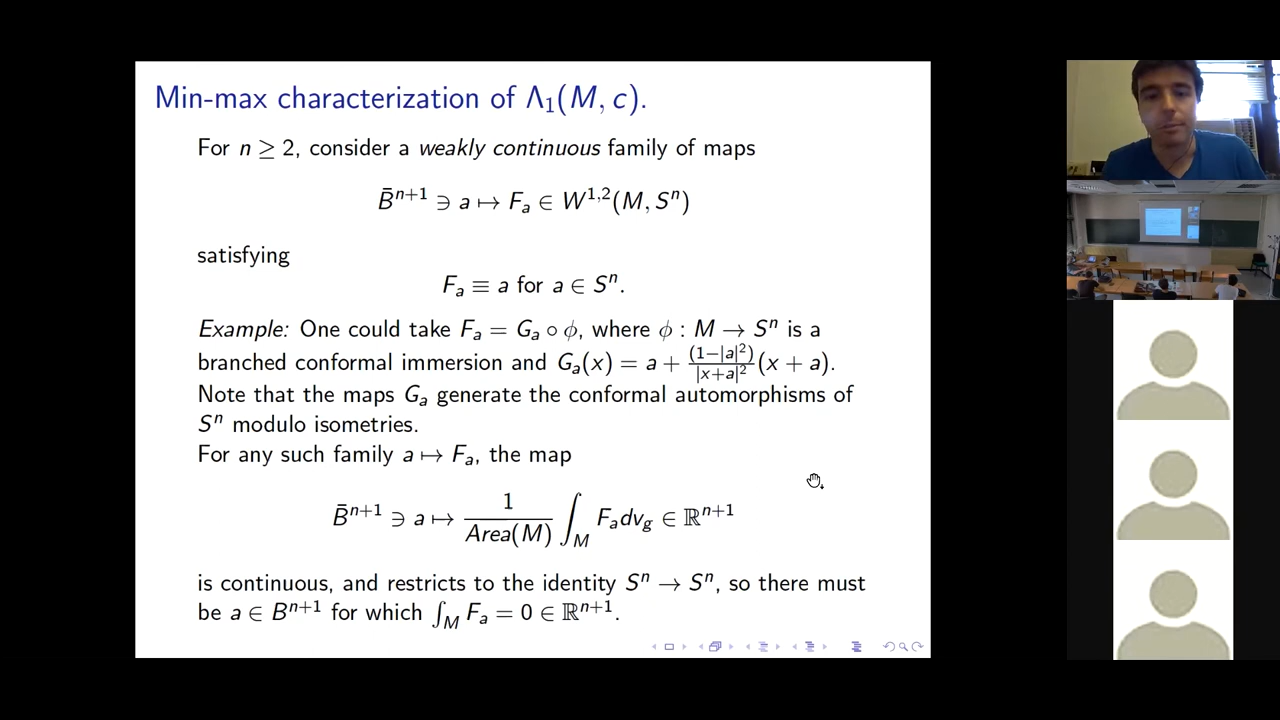 Min-max characterization of Λ₁(M, c).
For n ≥ 2, consider a weakly continuous family of maps
B̄ⁿ⁺¹ ∋ a ↦ Fₐ ∈ W¹,²(M, Sⁿ)
satisfying
Fₐ ≡ a for a ∈ Sⁿ.
Example: One could take Fₐ = Gₐ ∘ ϕ, where ϕ : M → Sⁿ is a
branched conformal immersion and Gₐ(x) = a + (1−|a|²)/|x+a|² (x + a).
Note that the maps Gₐ generate the conformal automorphisms of
Sⁿ modulo isometries.
For any such family a ↦ Fₐ, the map
B̄ⁿ⁺¹ ∋ a ↦ 1/Area(M) ∫_M Fₐdv_g ∈ ℝⁿ⁺¹
is continuous, and restricts to the identity Sⁿ → Sⁿ, so there must
be a ∈ Bⁿ⁺¹ for which ∫_M Fₐ = 0 ∈ ℝⁿ⁺¹.